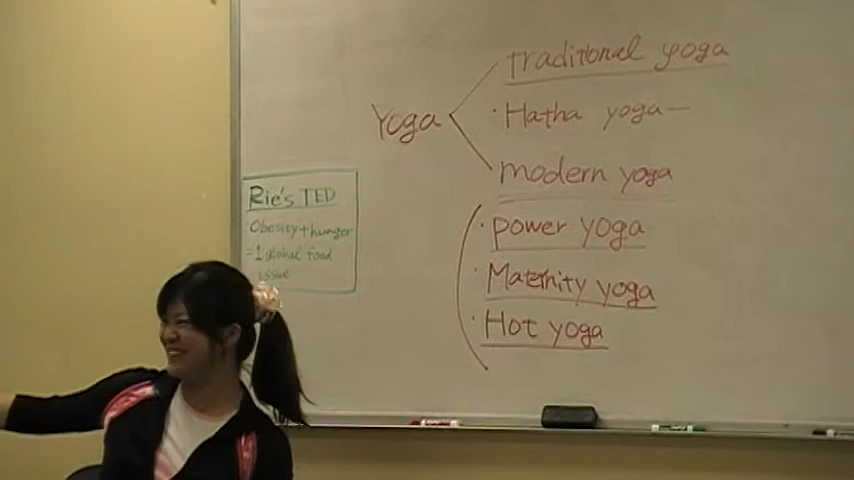 traditional yoga
Yoga
· Hatha yoga —
modern yoga
Rie's TED
Obesity + hunger
= 1 global food
issue
· power yoga
· Maternity yoga
· Hot yoga